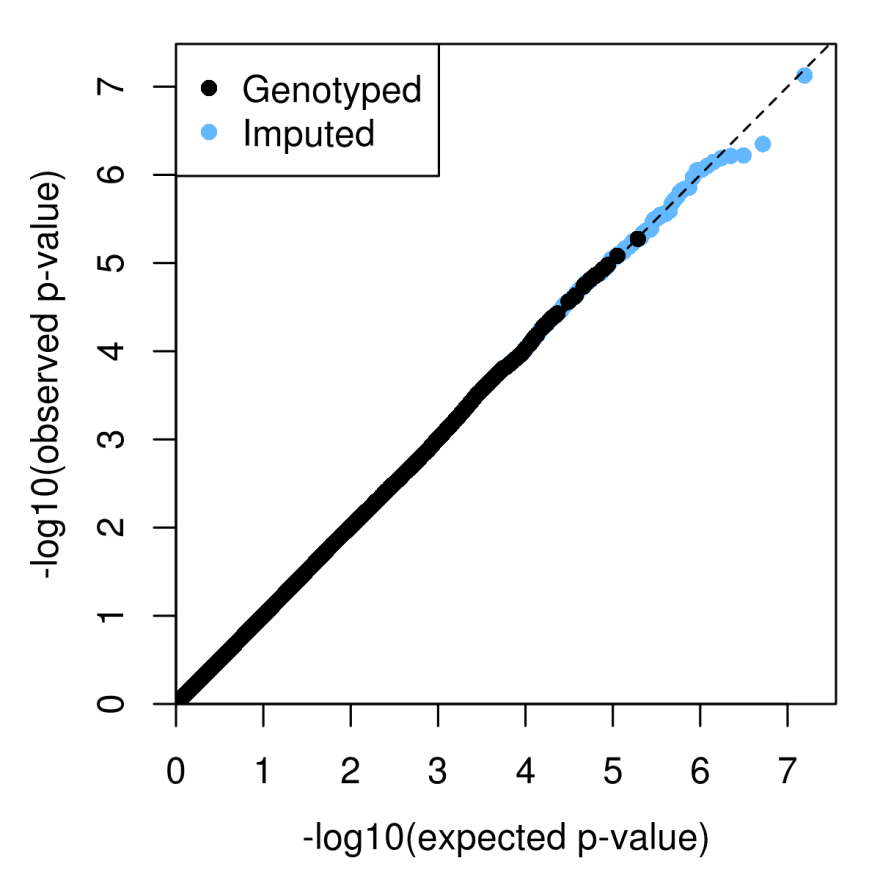 Genotyped
Imputed
-log10(observed p-value)
7
6
5
4
3
2
1
0
0 1 2 3 4 5 6 7
-log10(expected p-value)